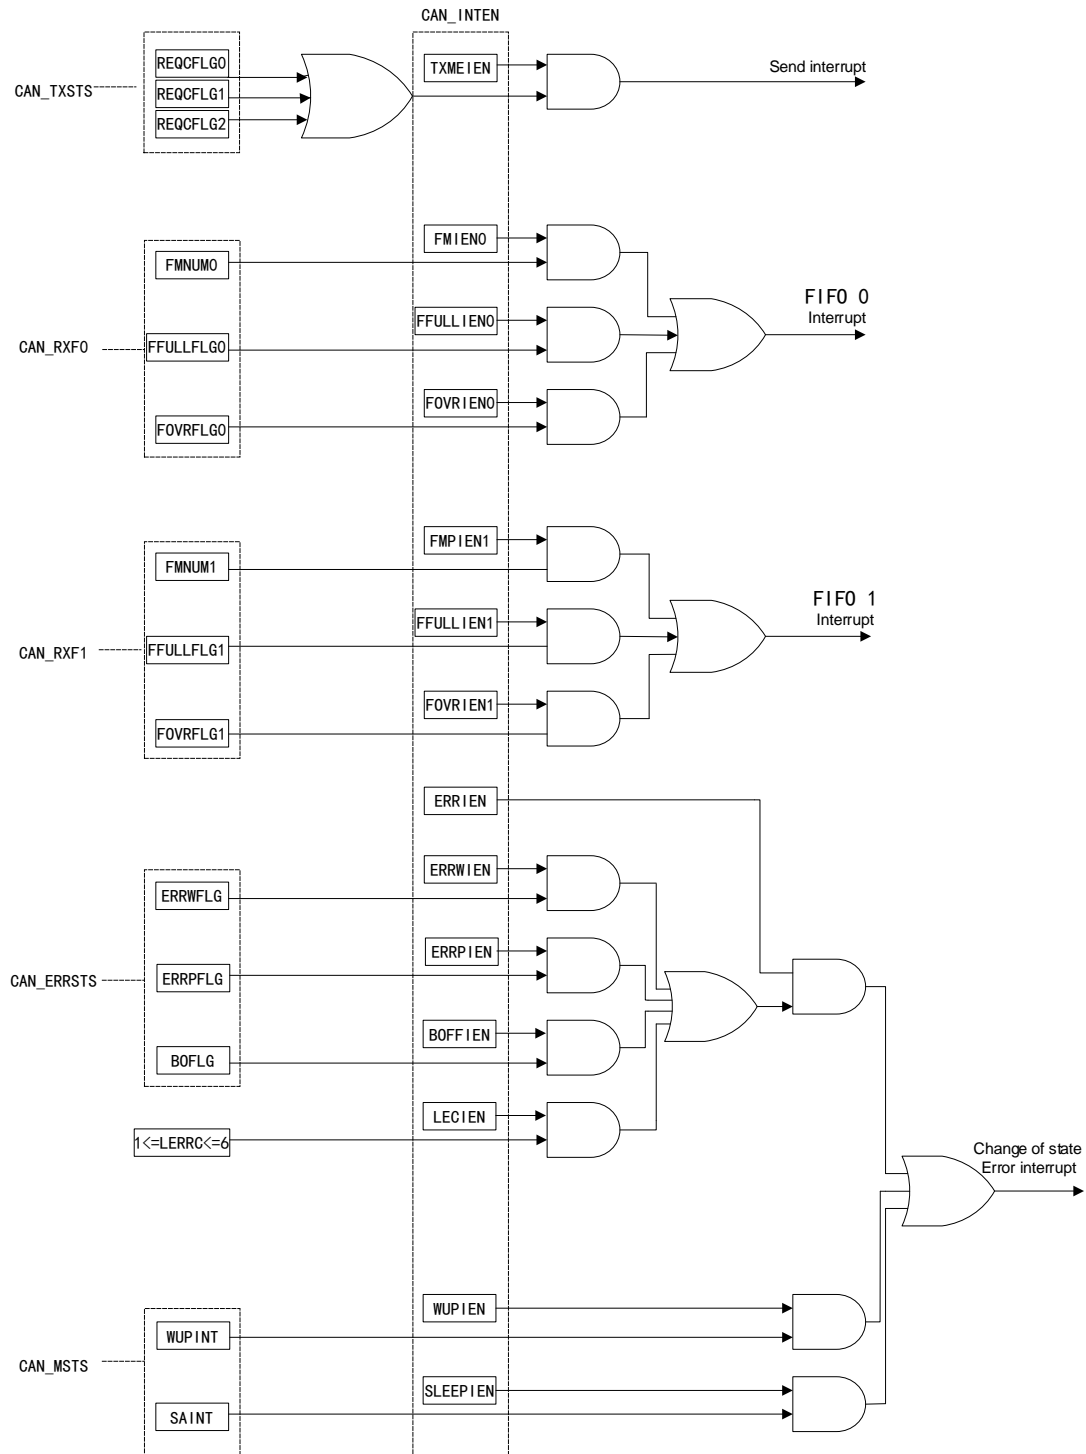 CAN_INTEN
REQCFLG0
TXMEIEN
Send interrupt
CAN_TXSTS
REQCFLG1
REQCFLG2
FMIEN0
FMNUM0
FIFO 0
Interrupt
FFULLIEN0
CAN_RXF0
FFULLFLG0
FOVRIEN0
FOVRFLG0
FMPIEN1
FMNUM1
FIFO 1
Interrupt
FFULLIEN1
CAN_RXF1
FFULLFLG1
FOVRIEN1
FOVRFLG1
ERRIEN
ERRWIEN
ERRWFLG
ERRPIEN
CAN_ERRSTS
ERRPFLG
BOFFIEN
BOFLG
LECIEN
1<=LERRC<=6
Change of state
Error interrupt
WUPIEN
WUPINT
CAN_MSTS
SLEEPIEN
SAINT